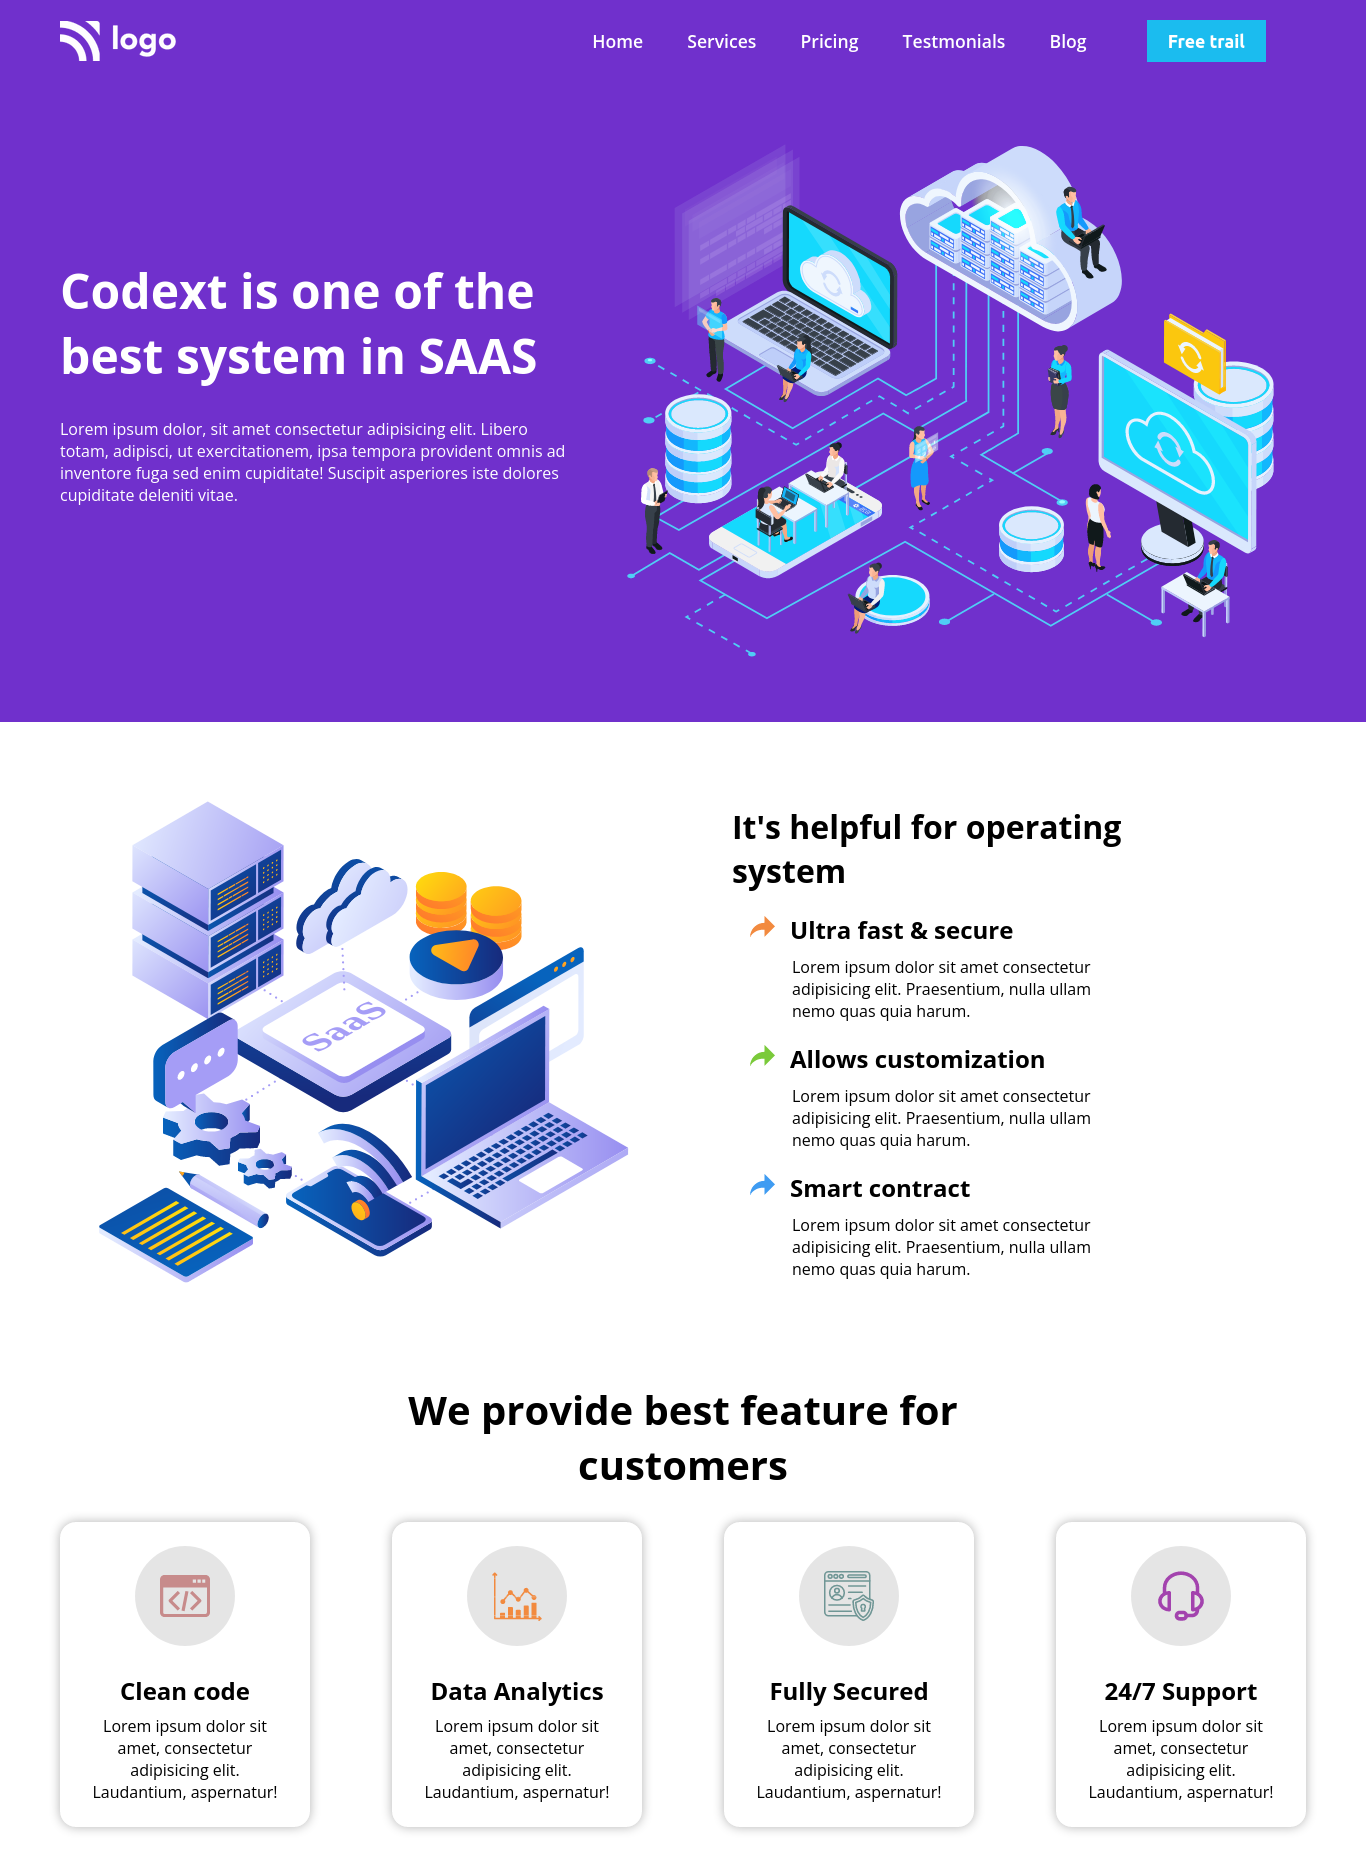 logo
Home Services Pricing Testmonials Blog Free trail
Codext is one of the
best system in SAAS
Lorem ipsum dolor, sit amet consectetur adipisicing elit. Libero
totam, adipisci, ut exercitationem, ipsa tempora provident omnis ad
inventore fuga sed enim cupiditate! Suscipit asperiores iste dolores
cupiditate deleniti vitae.
SaaS
It's helpful for operating
system
Ultra fast & secure
Lorem ipsum dolor sit amet consectetur
adipisicing elit. Praesentium, nulla ullam
nemo quas quia harum.
Allows customization
Lorem ipsum dolor sit amet consectetur
adipisicing elit. Praesentium, nulla ullam
nemo quas quia harum.
Smart contract
Lorem ipsum dolor sit amet consectetur
adipisicing elit. Praesentium, nulla ullam
nemo quas quia harum.
We provide best feature for
customers
Clean code
Lorem ipsum dolor sit
amet, consectetur
adipisicing elit.
Laudantium, aspernatur!
Data Analytics
Lorem ipsum dolor sit
amet, consectetur
adipisicing elit.
Laudantium, aspernatur!
Fully Secured
Lorem ipsum dolor sit
amet, consectetur
adipisicing elit.
Laudantium, aspernatur!
24/7 Support
Lorem ipsum dolor sit
amet, consectetur
adipisicing elit.
Laudantium, aspernatur!